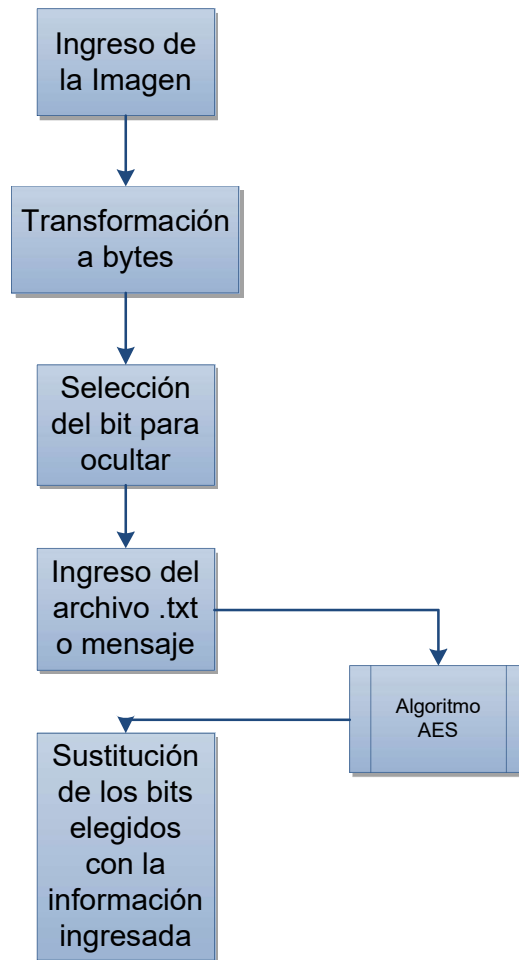 Ingreso de
la Imagen
Transformación
a bytes
Selección
del bit para
ocultar
Ingreso del
archivo .txt
o mensaje
Algoritmo
AES
Sustitución
de los bits
elegidos
con la
información
ingresada